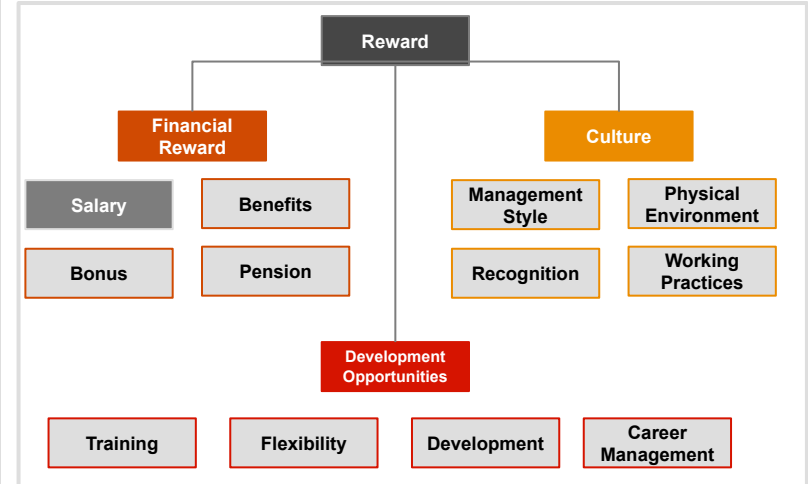 Reward
Financial
Reward
Culture
Salary
Benefits
Bonus
Pension
Management
Style
Physical
Environment
Recognition
Working
Practices
Development
Opportunities
Training
Flexibility
Development
Career
Management